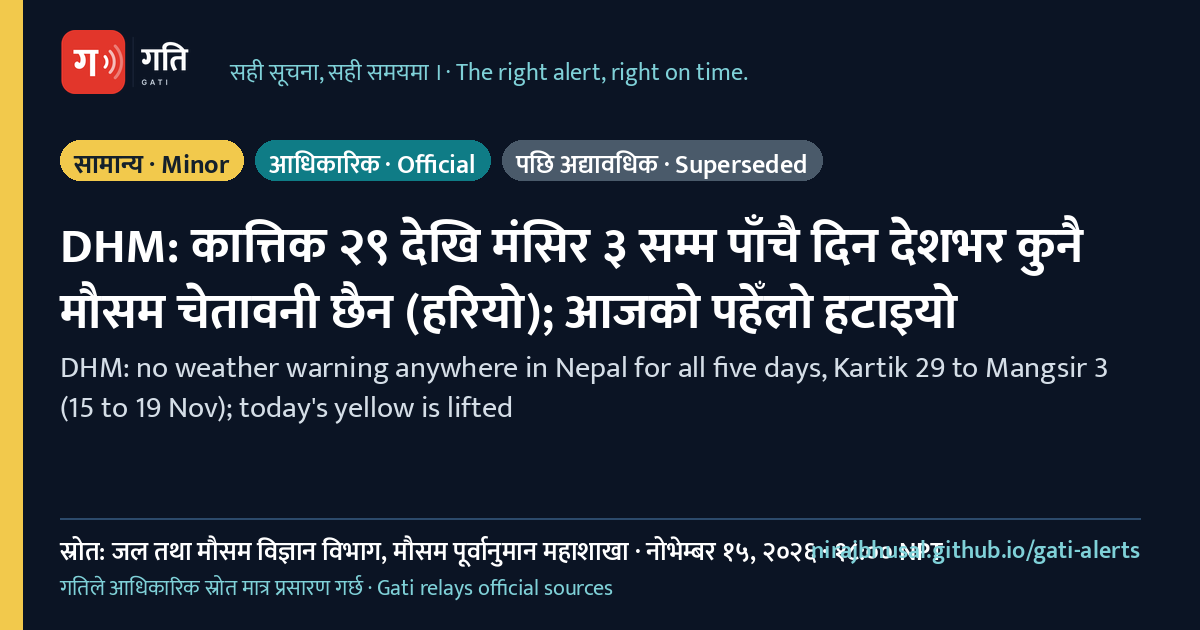 ग गति
GATI
सही सूचना, सही समयमा । · The right alert, right on time.
सामान्य · Minor आधिकारिक · Official पछि अद्यावधिक · Superseded
DHM: कात्तिक २९ देखि मंसिर ३ सम्म पाँचै दिन देशभर कुनै
मौसम चेतावनी छैन (हरियो); आजको पहेँलो हटाइयो
DHM: no weather warning anywhere in Nepal for all five days, Kartik 29 to Mangsir 3
(15 to 19 Nov); today's yellow is lifted
स्रोत: जल तथा मौसम विज्ञान विभाग, मौसम पूर्वानुमान महाशाखा · नोभेम्बर १५, NPT nirajbhusal.github.io/gati-alerts
गतिले आधिकारिक स्रोत मात्र प्रसारण गर्छ · Gati relays official sources